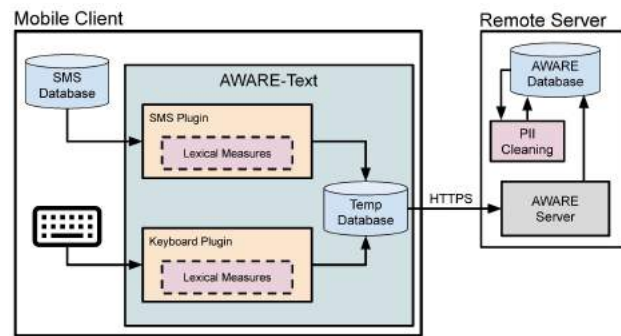 Mobile Client
Remote Server
SMS
Database
AWARE-Text
SMS Plugin
Lexical Measures
Temp
Database
Keyboard Plugin
Lexical Measures
HTTPS
AWARE
Database
PII
Cleaning
AWARE
Server